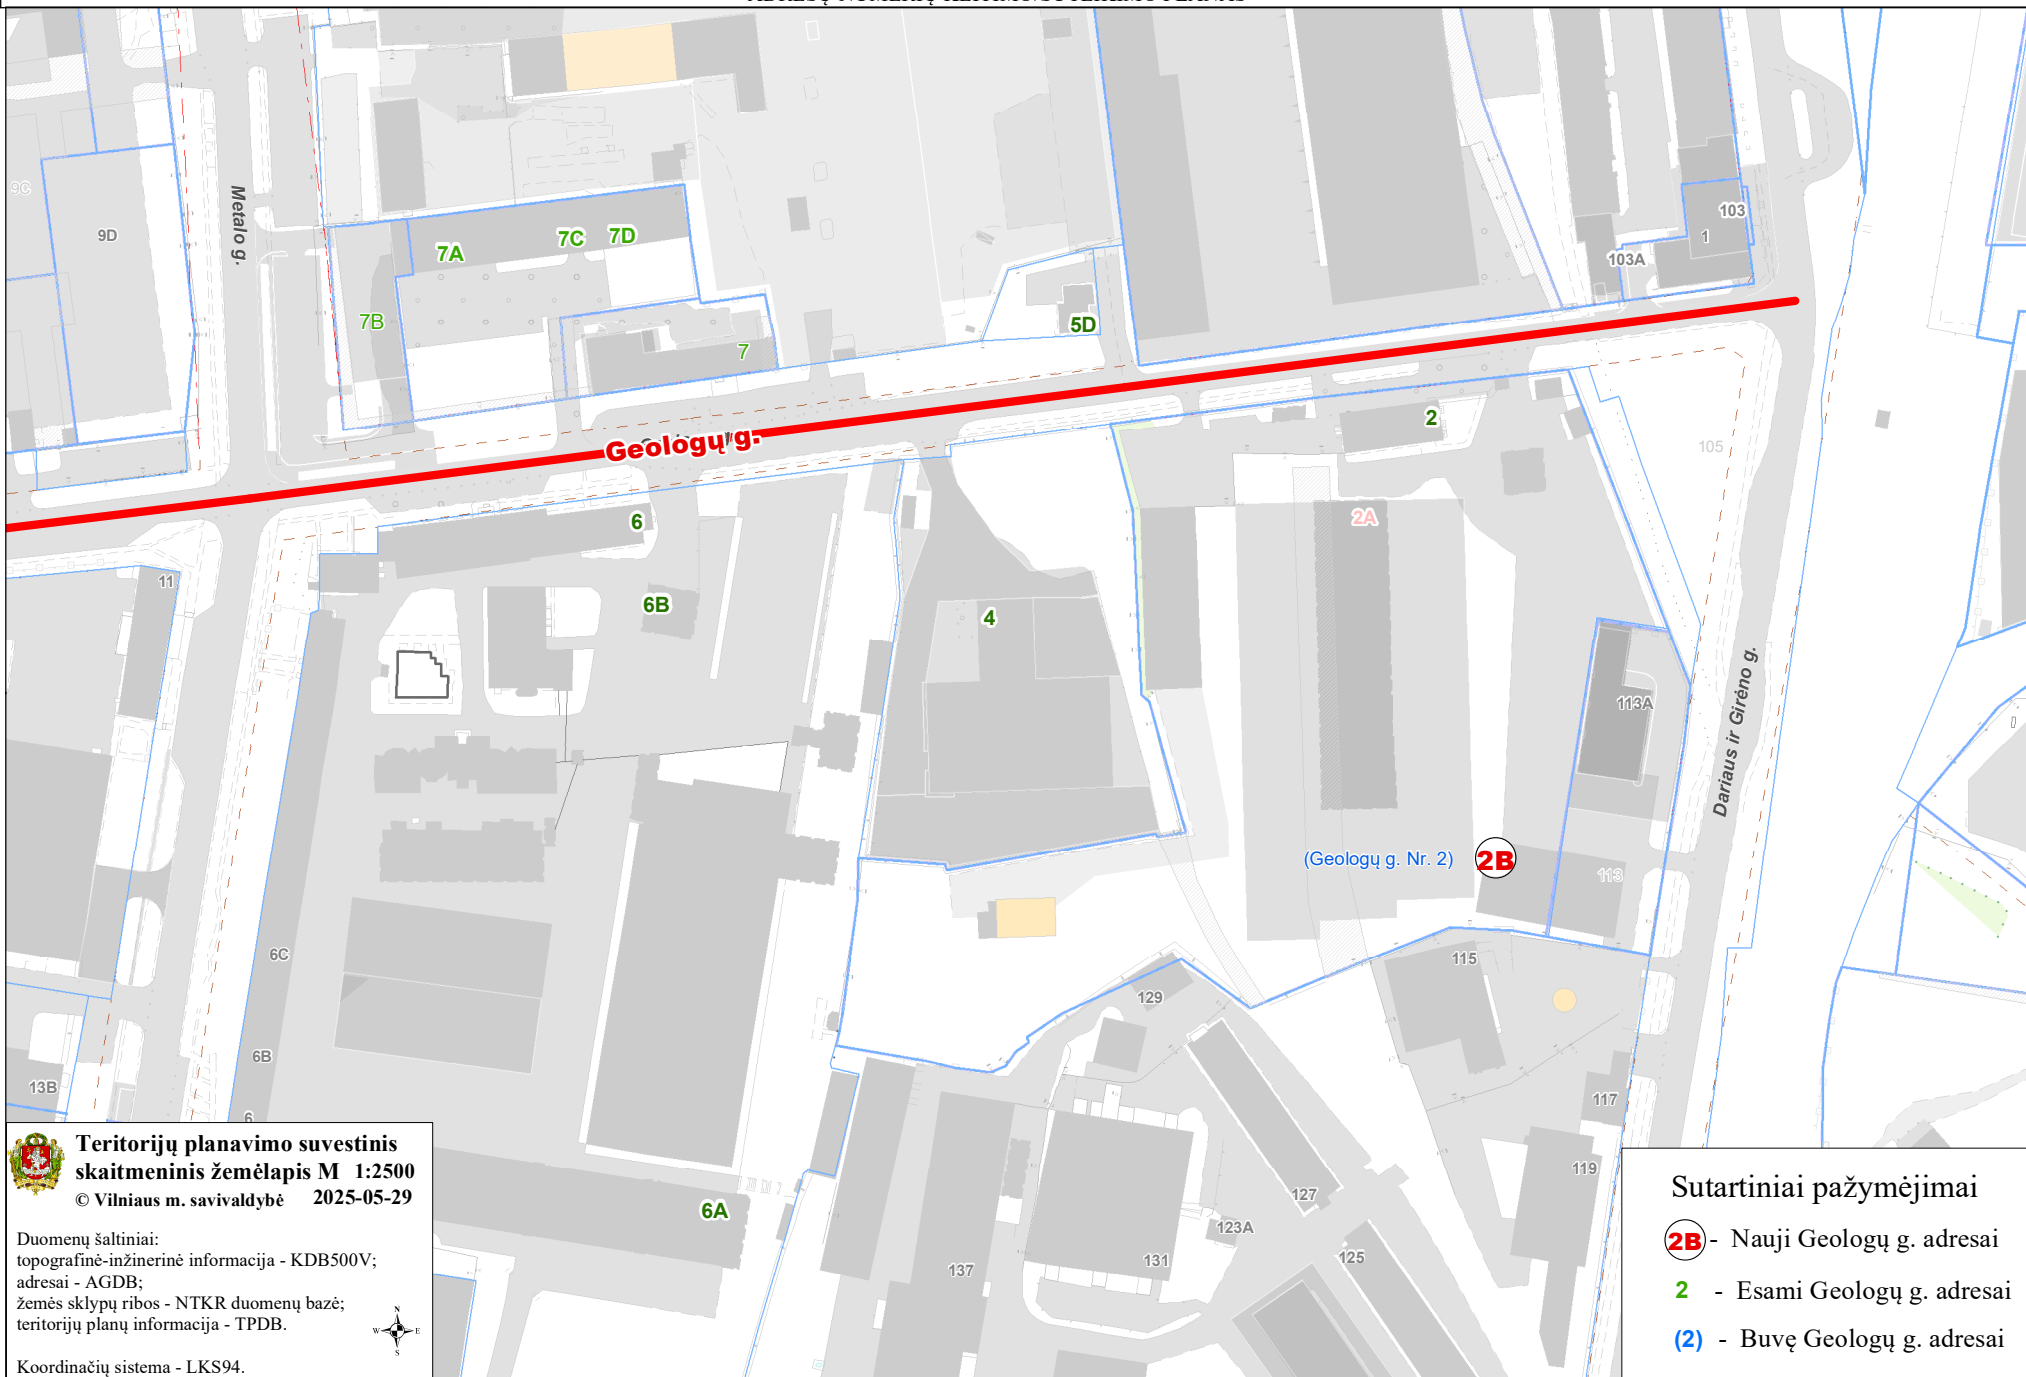 9C
9D
Metalo g.
7A
7C
7D
7B
7
5D
103
1
103A
Geologų g.
2
105
6
2A
11
6B
4
113A
Dariaus ir Girėno g.
(Geologų g. Nr. 2)
2B
113
6C
115
129
6B
13B
6
117
119
127
6A
123A
125
131
137
Teritorijų planavimo suvestinis
skaitmeninis žemėlapis M 1:2500
© Vilniaus m. savivaldybė 2025-05-29
Duomenų šaltiniai:
topografinė-inžinerinė informacija - KDB500V;
adresai - AGDB;
žemės sklypų ribos - NTKR duomenų bazė;
teritorijų planų informacija - TPDB.
N
W E
S
Koordinačių sistema - LKS94.
Sutartiniai pažymėjimai
2B - Nauji Geologų g. adresai
2 - Esami Geologų g. adresai
(2) - Buvę Geologų g. adresai